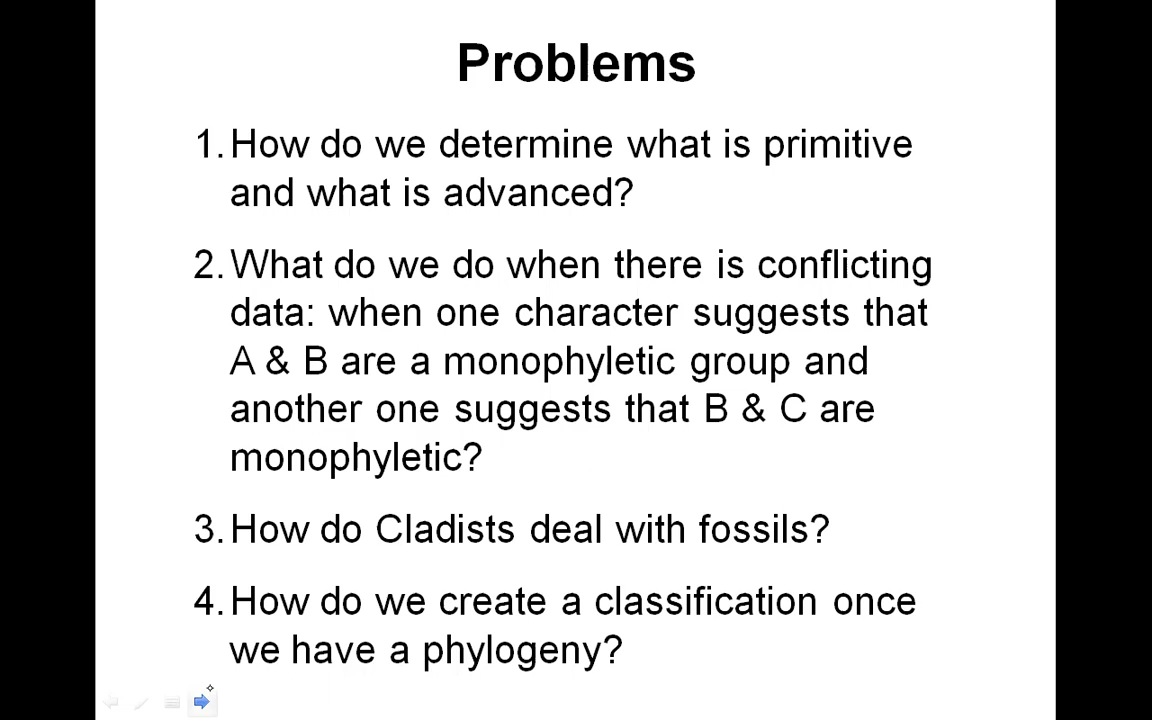 Problems
1. How do we determine what is primitive
and what is advanced?
2. What do we do when there is conflicting
data: when one character suggests that
A & B are a monophyletic group and
another one suggests that B & C are
monophyletic?
3. How do Cladists deal with fossils?
4. How do we create a classification once
we have a phylogeny?